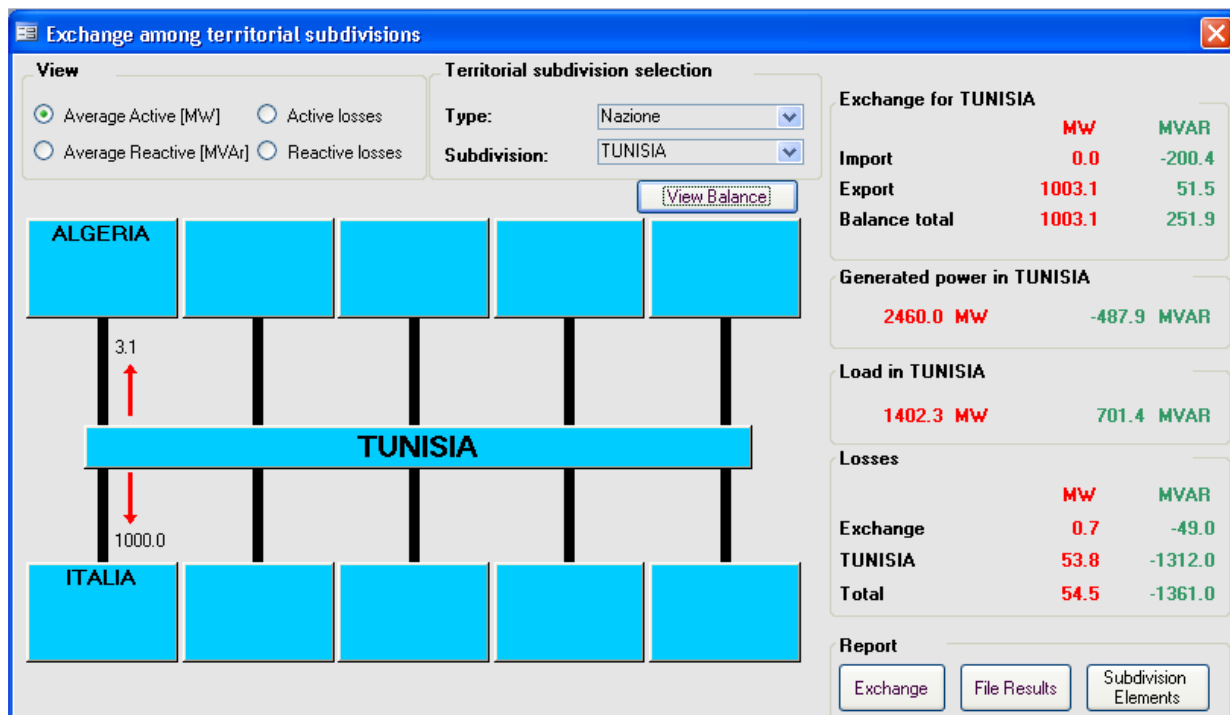 Exchange among territorial subdivisions
View
Average Active [MW] Active losses
Average Reactive [MVAr] Reactive losses
Territorial subdivision selection
Type: Nazione
Subdivision: TUNISIA
View Balance
ALGERIA
3.1
TUNISIA
1000.0
ITALIA
Exchange for TUNISIA
MW MVAR
Import 0.0 -200.4
Export 1003.1 51.5
Balance total 1003.1 251.9
Generated power in TUNISIA
2460.0 MW -487.9 MVAR
Load in TUNISIA
1402.3 MW 701.4 MVAR
Losses
MW MVAR
Exchange 0.7 -49.0
TUNISIA 53.8 -1312.0
Total 54.5 -1361.0
Report
Exchange File Results Subdivision
Elements